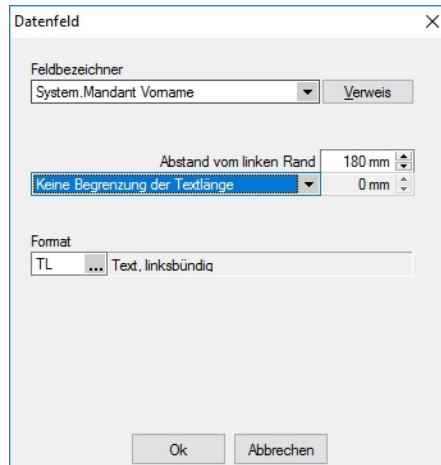 Datenfeld
Feldbezeichner
System.Mandant Vorname
Verweis
Abstand vom linken Rand 180 mm
Keine Begrenzung der Textlänge 0 mm
Format
TL ... Text, linksbündig
Ok Abbrechen